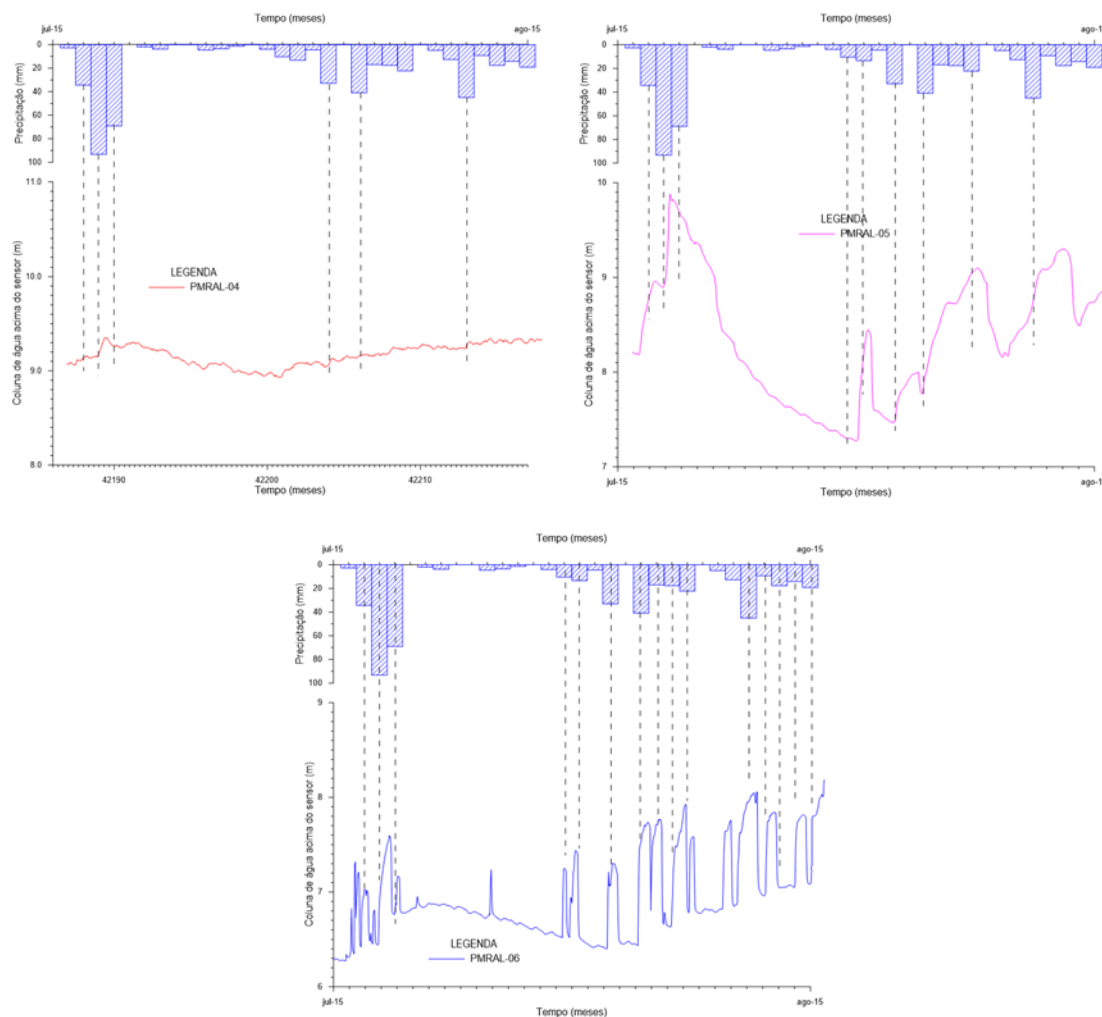 Tempo (meses)
jul-15
ago-15
0
20
40
60
80
100
Precipitação (mm)
11.0
10.0
9.0
8.0
Coluna de água acima do sensor (m)
LEGENDA
PMRAL-04
42190
42200
42210
Tempo (meses)
Tempo (meses)
jul-15
ago-1
0
20
40
60
80
100
Precipitação (mm)
10
9
8
7
Coluna de água acima do sensor (m)
LEGENDA
PMRAL-05
jul-15
ago-1
Tempo (meses)
Tempo (meses)
jul-15
ago-15
0
20
40
60
80
100
Precipitação (mm)
9
8
7
6
Coluna de água acima do sensor (m)
LEGENDA
PMRAL-06
jul-15
ago-15
Tempo (meses)